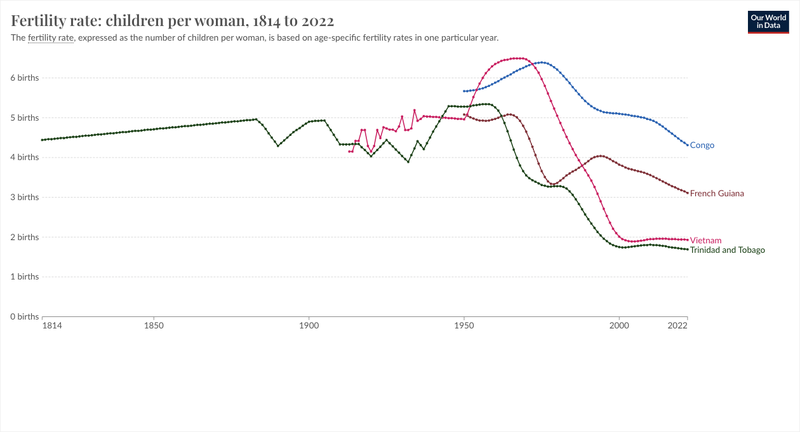 Fertility rate: children per woman, 1814 to 2022
Our World
in Data
The fertility rate, expressed as the number of children per woman, is based on age-specific fertility rates in one particular year.
6 births
5 births
4 births
3 births
2 births
1 births
0 births
Congo
French Guiana
Vietnam
Trinidad and Tobago
1814
1850
1900
1950
2000
2022